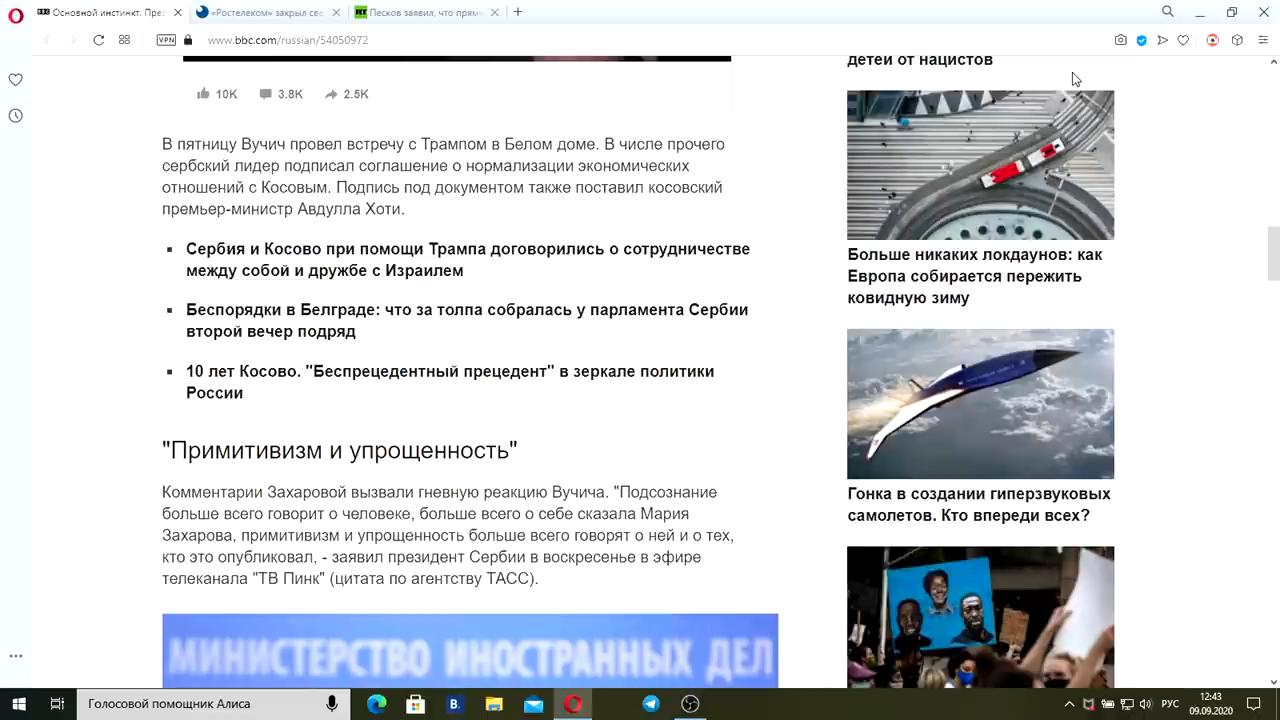 Основной инстинкт. През
«Ростелеком» закрыл све
Песков заявил, что прям
VPN
www.bbc.com/russian/54050972
10K
3.8K
2.5K
В пятницу Вучич провел встречу с Трампом в Белом доме. В числе прочего
сербский лидер подписал соглашение о нормализации экономических
отношений с Косовым. Подпись под документом также поставил косовский
премьер-министр Авдулла Хоти.
Сербия и Косово при помощи Трампа договорились о сотрудничестве
между собой и дружбе с Израилем
Беспорядки в Белграде: что за толпа собралась у парламента Сербии
второй вечер подряд
10 лет Косово. "Беспрецедентный прецедент" в зеркале политики
России
"Примитивизм и упрощенность"
Комментарии Захаровой вызвали гневную реакцию Вучича. "Подсознание
больше всего говорит о человеке, больше всего о себе сказала Мария
Захарова, примитивизм и упрощенность больше всего говорят о ней и о тех,
кто это опубликовал, - заявил президент Сербии в воскресенье в эфире
телеканала "ТВ Пинк" (цитата по агентству ТАСС).
МИНИСТЕРСТВО ИНОСТРАННЫХ ДЕЛ
детей от нацистов
Больше никаких локдаунов: как
Европа собирается пережить
ковидную зиму
Гонка в создании гиперзвуковых
самолетов. Кто впереди всех?
Голосовой помощник Алиса
РУС
12:43
09.09.2020